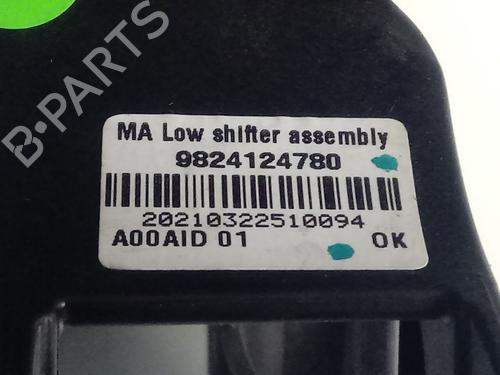 B-PARTS
MA Low shifter assembly
9824124780
20210322510094
A00AID 01 OK